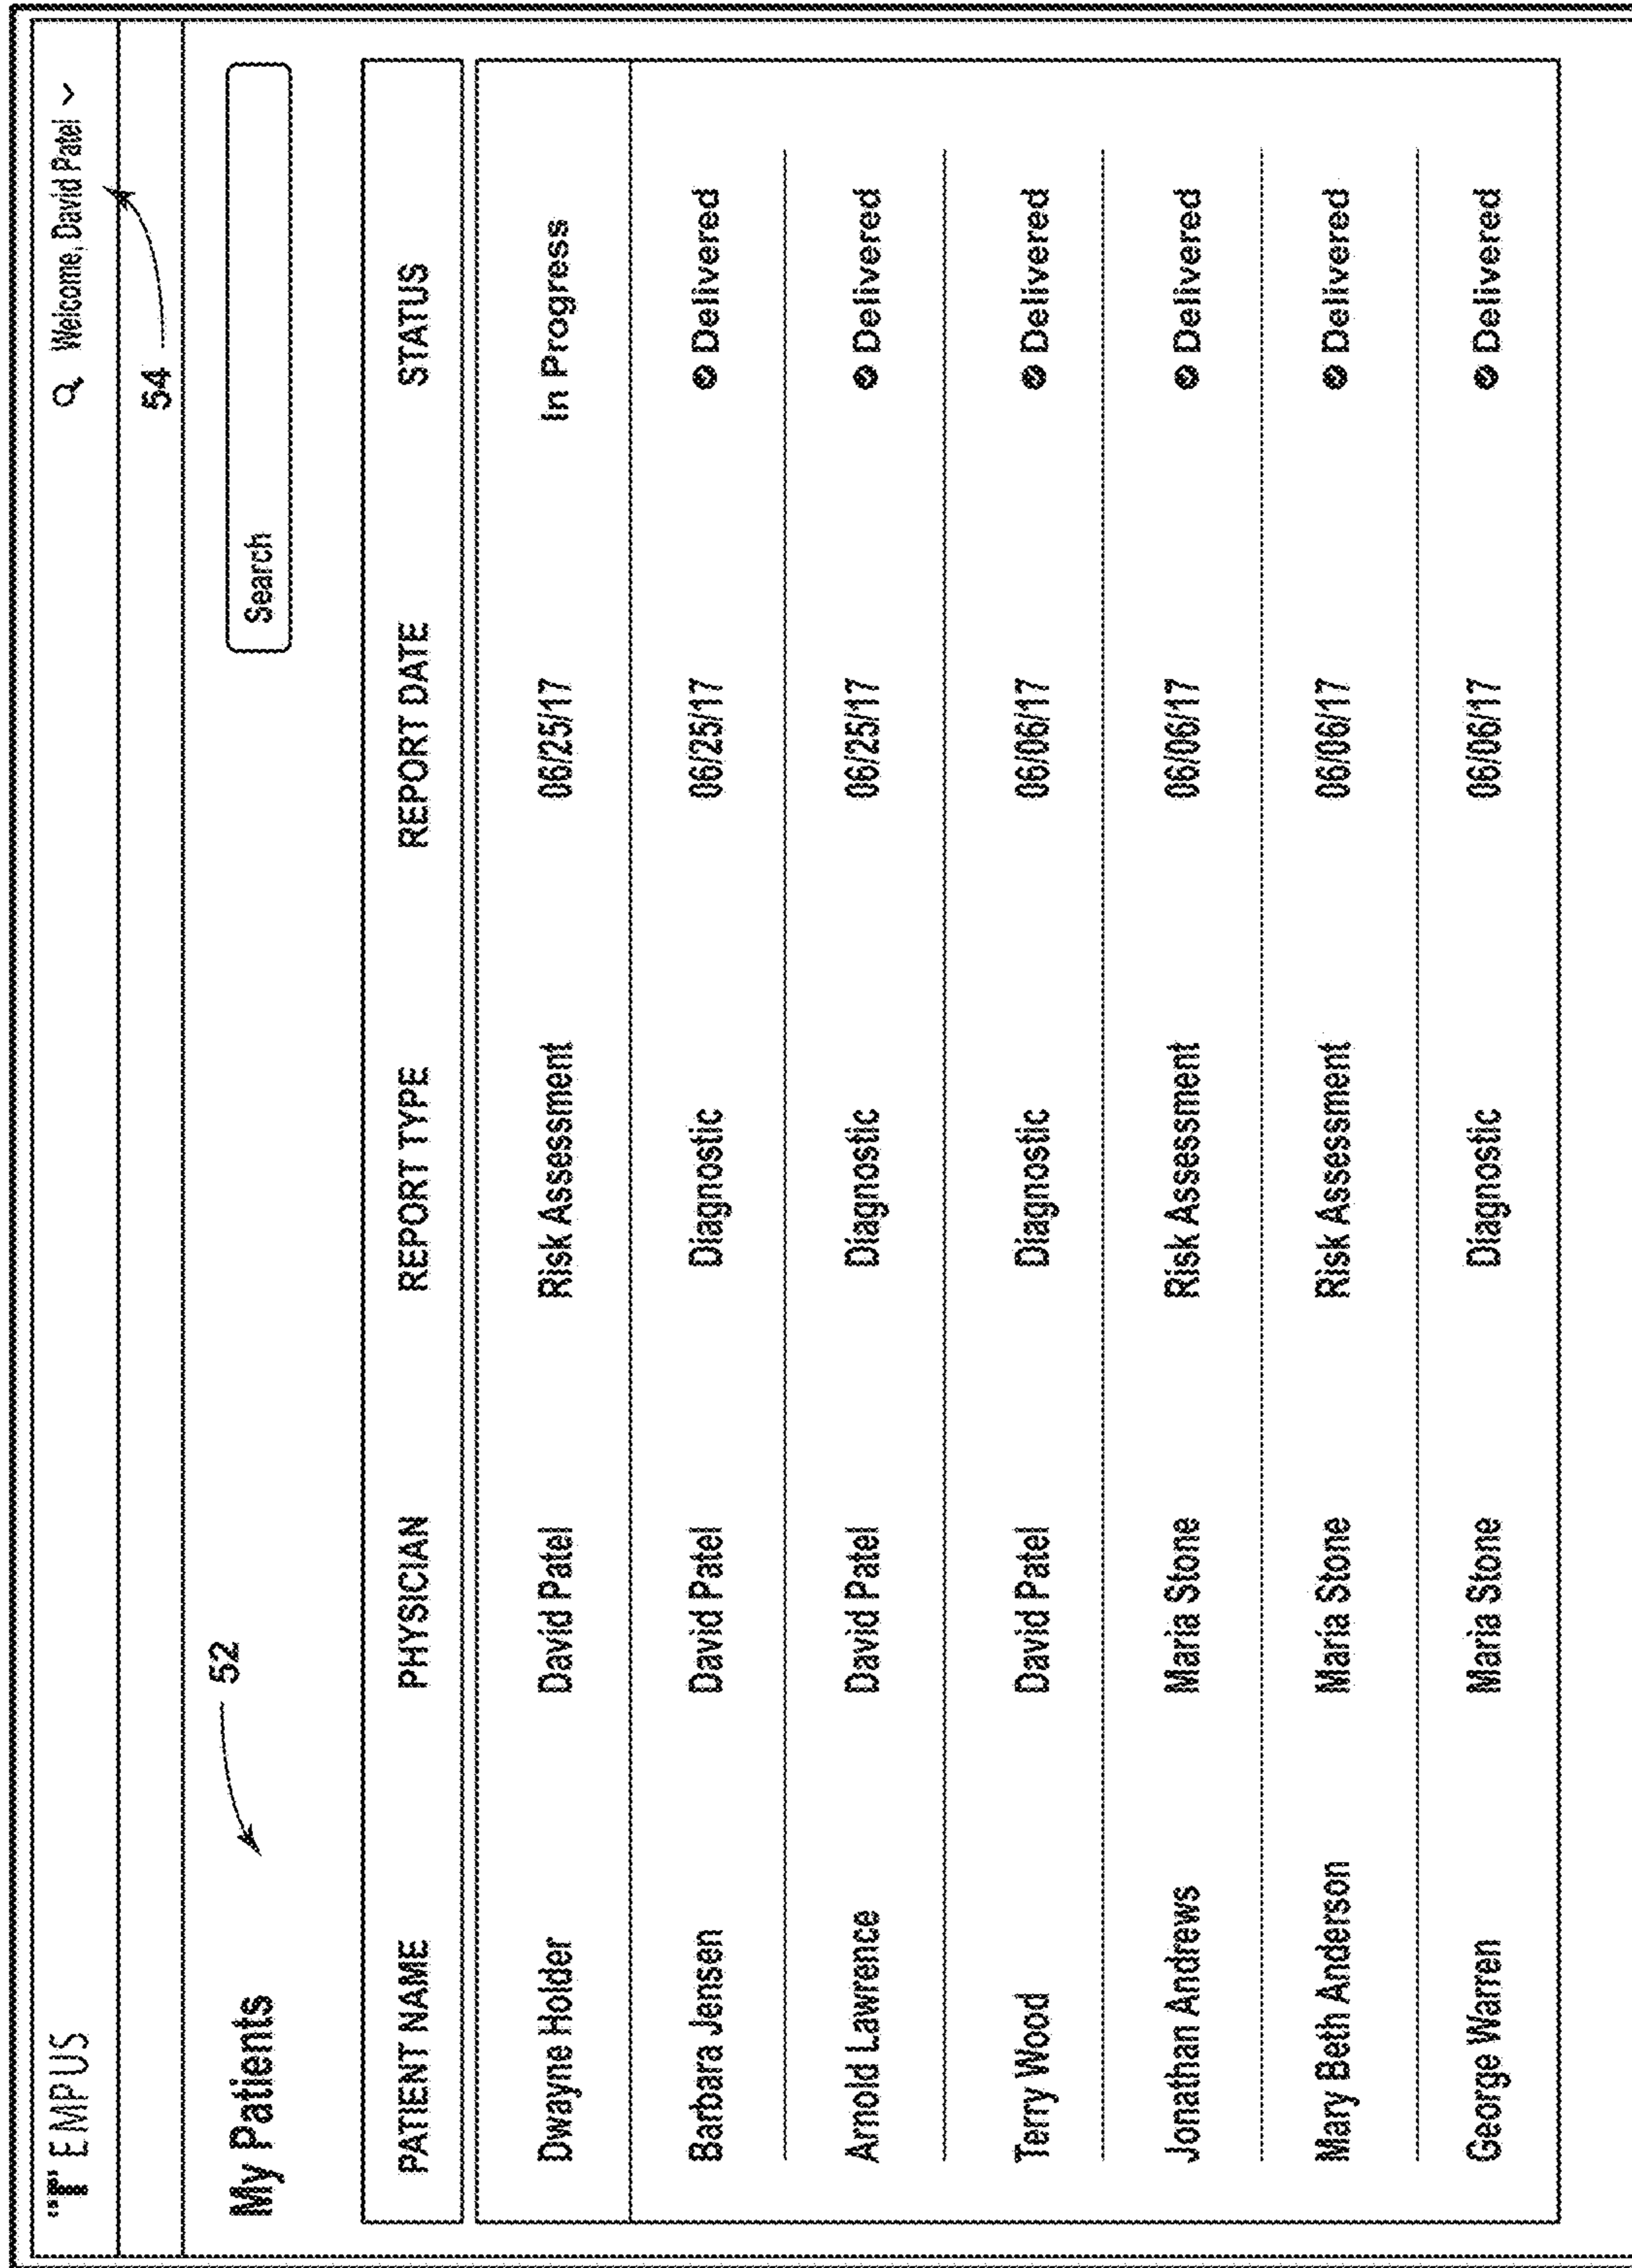 TEMPUS Welcome, David Patel
54
My Patients 52 Search
PATIENT NAME PHYSICIAN REPORT TYPE REPORT DATE STATUS
Dwayne Holder David Patel Risk Assessment 06/25/17 In Progress
Barbara Jensen David Patel Diagnostic 06/25/17 Delivered
Arnold Lawrence David Patel Diagnostic 06/25/17 Delivered
Terry Wood David Patel Diagnostic 06/06/17 Delivered
Jonathan Andrews Maria Stone Risk Assessment 06/06/17 Delivered
Mary Beth Anderson Maria Stone Risk Assessment 06/06/17 Delivered
George Warren Maria Stone Diagnostic 06/06/17 Delivered